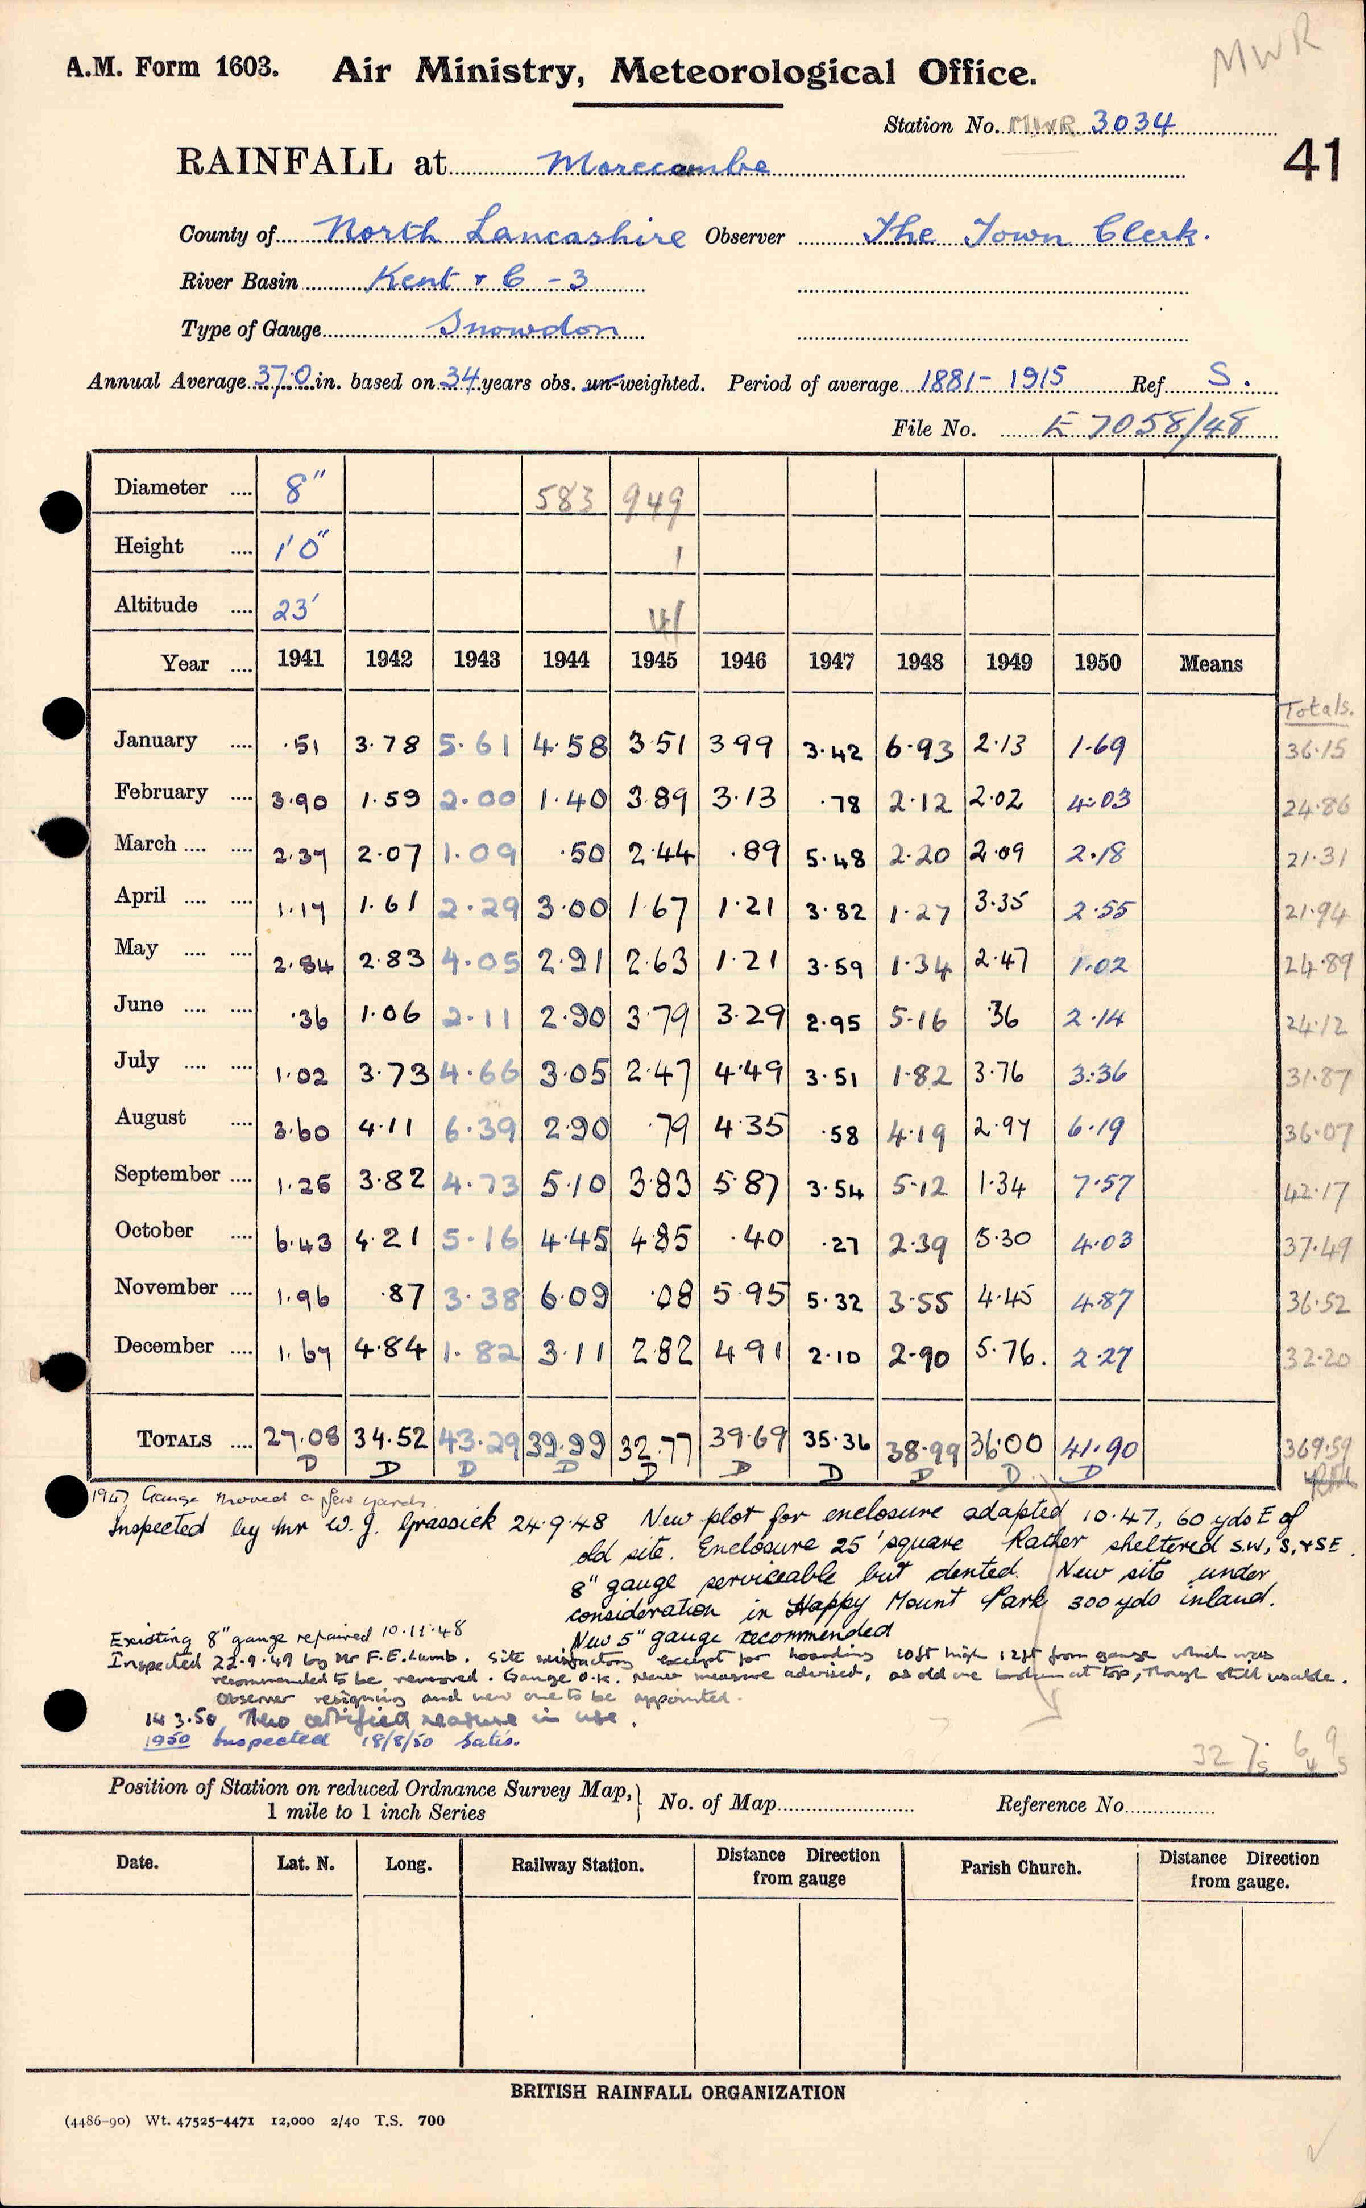 MWR
A.M. Form 1603. Air Ministry, Meteorological Office.
Station No. MWR 3034
41
RAINFALL at Morecambe
County of North Lancashire Observer The Town Clerk.
River Basin Kent & C - 3
Type of Gauge Snowdon
Annual Average 37.0 in. based on 34 years obs. un-weighted. Period of average 1881 - 1915 Ref S.
File No. E 7058/48
Diameter .... 8" 583 949
Height .... 1'0" 1
Altitude .... 23'
Year .... 1941 1942 1943 1944 1945 1946 1947 1948 1949 1950 Means
Totals.
January .... .51 3.78 5.61 4.58 3.51 3.99 3.42 6.93 2.13 1.69 36.15
February .... 3.90 1.59 2.00 1.40 3.89 3.13 .78 2.12 2.02 4.03 24.86
March .... .... 2.37 2.07 1.09 .50 2.44 .89 5.48 2.20 2.09 2.18 21.31
April .... .... 1.17 1.61 2.29 3.00 1.67 1.21 3.82 1.27 3.35 2.55 21.94
May .... .... 2.84 2.83 4.05 2.91 2.63 1.21 3.59 1.34 2.47 1.02 24.89
June .... .... .36 1.06 2.11 2.90 3.79 3.29 2.95 5.16 .36 2.14 24.12
July .... .... 1.02 3.73 4.66 3.05 2.47 4.49 3.51 1.82 3.76 3.36 31.87
August .... 3.60 4.11 6.39 2.90 .79 4.35 .58 4.19 2.97 6.19 36.07
September .... 1.25 3.82 4.73 5.10 3.83 5.87 3.54 5.12 1.34 7.57 42.17
October .... 6.43 4.21 5.16 4.45 4.85 .40 .27 2.39 5.30 4.03 37.49
November .... 1.96 .87 3.38 6.09 .08 5.95 5.32 3.55 4.45 4.87 36.52
December .... 1.67 4.84 1.82 3.11 2.82 4.91 2.10 2.90 5.76. 2.27 32.20
TOTALS .... 27.08 34.52 43.29 39.99 32.77 39.69 35.36 38.99 36.00 41.90 369.59
D D D D D D D D D D
1947 Gauge moved a few yards.
Inspected by Mr W. J. Grassick 24.9.48 New plot for enclosure adapted 10.47, 60 yds E of
old site. Enclosure 25' square Rather sheltered S.W, S, & SE.
8" gauge serviceable but dented. New site under
consideration in Happy Mount Park 300 yds inland.
Existing 8" gauge repaired 10.11.48 New 5" gauge recommended
Inspected 22.9.49 by Mr F. E. Lumb. Site satisfactory except for hoarding 10ft high 12ft from gauge which was
recommended to be removed. Gauge O.K. New measure advised, as old one broken at top, though still usable.
Observer resigning and new one to be appointed.
14.3.50 New certified measure in use.
1950 Inspected 18/8/50 Satis.
Position of Station on reduced Ordnance Survey Map, 1 mile to 1 inch Series No. of Map Reference No.
Date. Lat. N. Long. Railway Station. Distance Direction from gauge Parish Church. Distance Direction from gauge.
BRITISH RAINFALL ORGANIZATION
(4486-90) Wt. 47525-4471 12,000 2/40 T.S. 700